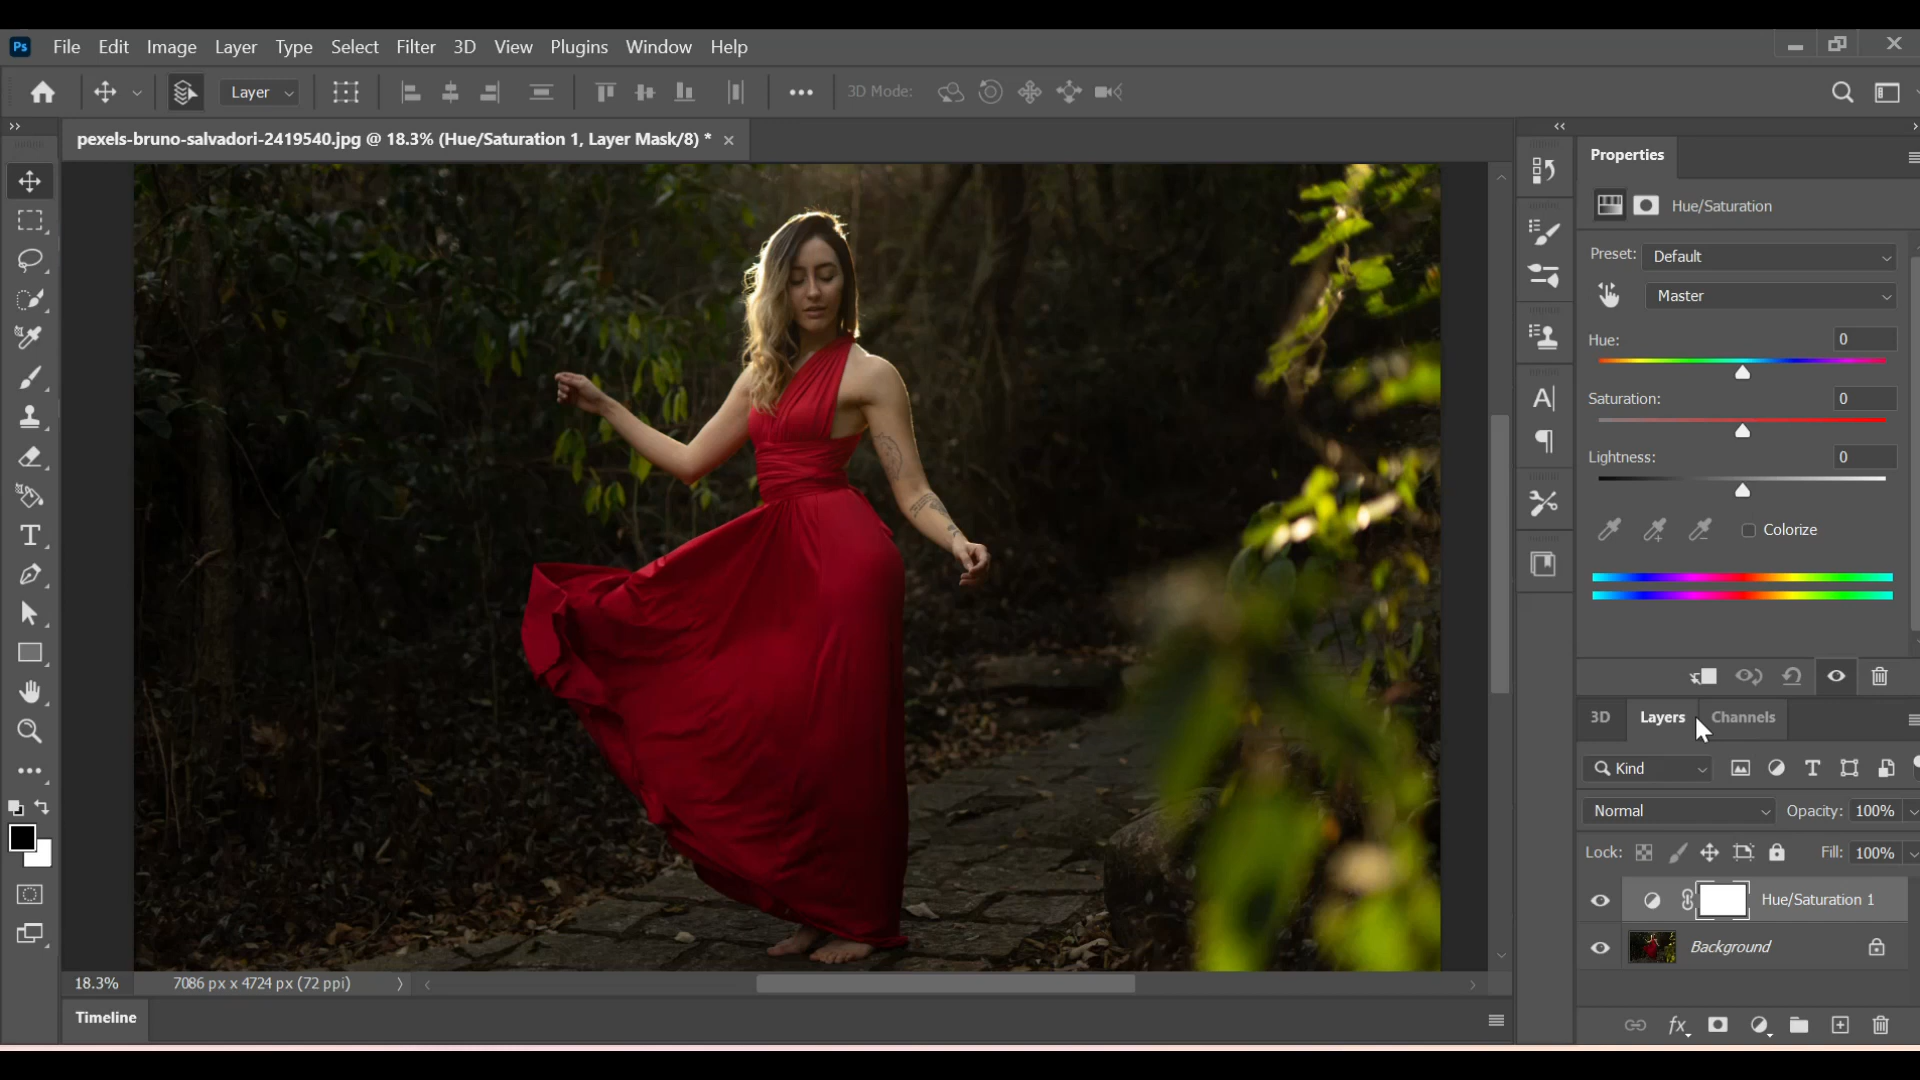 Ps File Edit Image Layer Type Select Filter 3D View Plugins Window Help
Layer 3D Mode:
pexels-bruno-salvadori-2419540.jpg @ 18.3% (Hue/Saturation 1, Layer Mask/8) *
Properties
Hue/Saturation
Preset: Default
Master
Hue: 0
Saturation: 0
Lightness: 0
Colorize
3D Layers Channels
Kind
Normal Opacity: 100%
Lock: Fill: 100%
Hue/Saturation 1
Background
18.3% 7086 px x 4724 px (72 ppi)
Timeline